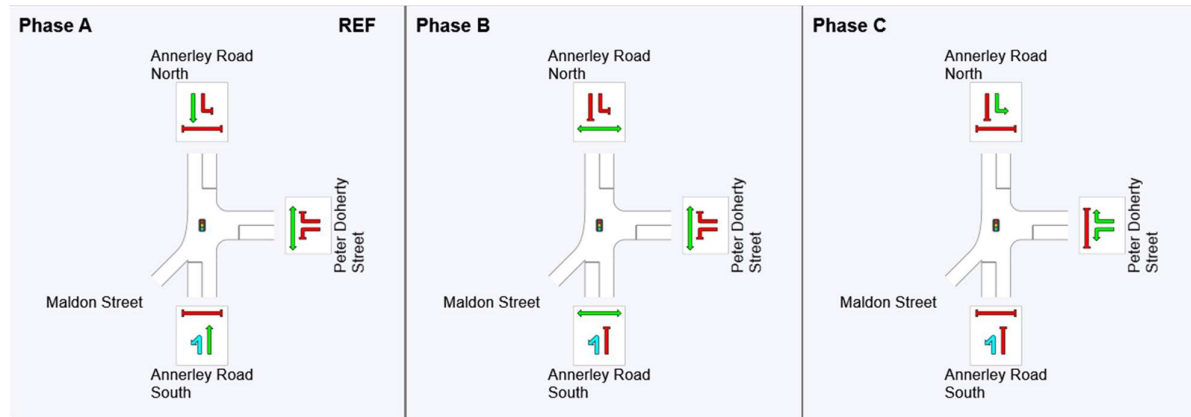 Phase A
REF
Annerley Road
North
Peter Doherty
Street
Maldon Street
Annerley Road
South
Phase B
Annerley Road
North
Peter Doherty
Street
Maldon Street
Annerley Road
South
Phase C
Annerley Road
North
Peter Doherty
Street
Maldon Street
Annerley Road
South